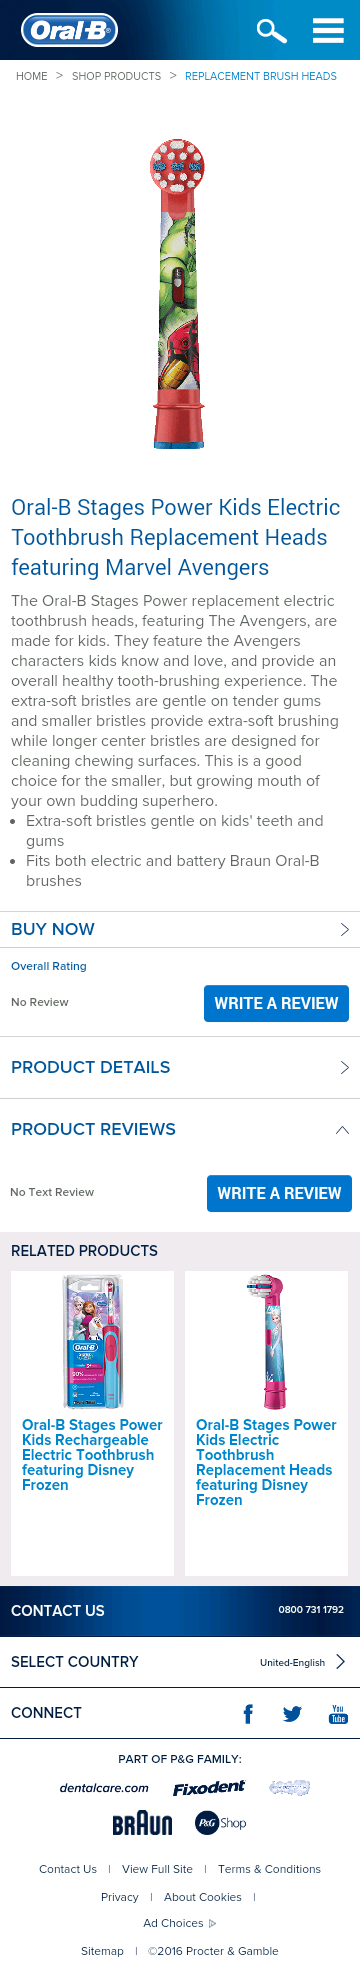 Oral-B
HOME > SHOP PRODUCTS > REPLACEMENT BRUSH HEADS
Oral-B Stages Power Kids Electric
Toothbrush Replacement Heads
featuring Marvel Avengers
The Oral-B Stages Power replacement electric
toothbrush heads, featuring The Avengers, are
made for kids. They feature the Avengers
characters kids know and love, and provide an
overall healthy tooth-brushing experience. The
extra-soft bristles are gentle on tender gums
and smaller bristles provide extra-soft brushing
while longer center bristles are designed for
cleaning chewing surfaces. This is a good
choice for the smaller, but growing mouth of
your own budding superhero.
• Extra-soft bristles gentle on kids' teeth and
gums
• Fits both electric and battery Braun Oral-B
brushes
BUY NOW
Overall Rating
No Review
WRITE A REVIEW
PRODUCT DETAILS
PRODUCT REVIEWS
No Text Review
WRITE A REVIEW
RELATED PRODUCTS
Oral-B
Oral-B Stages Power
Kids Rechargeable
Electric Toothbrush
featuring Disney
Frozen
Oral-B Stages Power
Kids Electric
Toothbrush
Replacement Heads
featuring Disney
Frozen
CONTACT US 0800 731 1792
SELECT COUNTRY United-English
CONNECT You Tube
PART OF P&G FAMILY:
dentalcare.com Fixodent
BRAUN P&G Shop
Contact Us | View Full Site | Terms & Conditions
Privacy | About Cookies |
Ad Choices
Sitemap | ©2016 Procter & Gamble